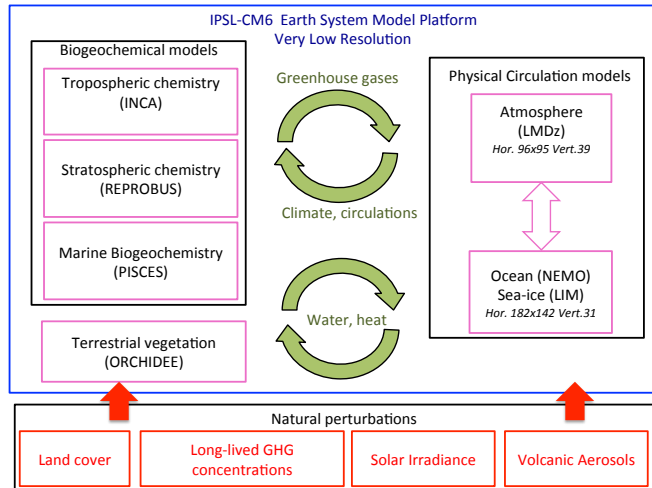 IPSL-CM6 Earth System Model Platform
Very Low Resolution
Biogeochemical models
Tropospheric chemistry
(INCA)
Stratospheric chemistry
(REPROBUS)
Marine Biogeochemistry
(PISCES)
Terrestrial vegetation
(ORCHIDEE)
Greenhouse gases
Climate, circulations
Water, heat
Physical Circulation models
Atmosphere
(LMDz)
Hor. 96x95 Vert.39
Ocean (NEMO)
Sea-ice (LIM)
Hor. 182x142 Vert.31
Natural perturbations
Land cover
Long-lived GHG
concentrations
Solar Irradiance
Volcanic Aerosols